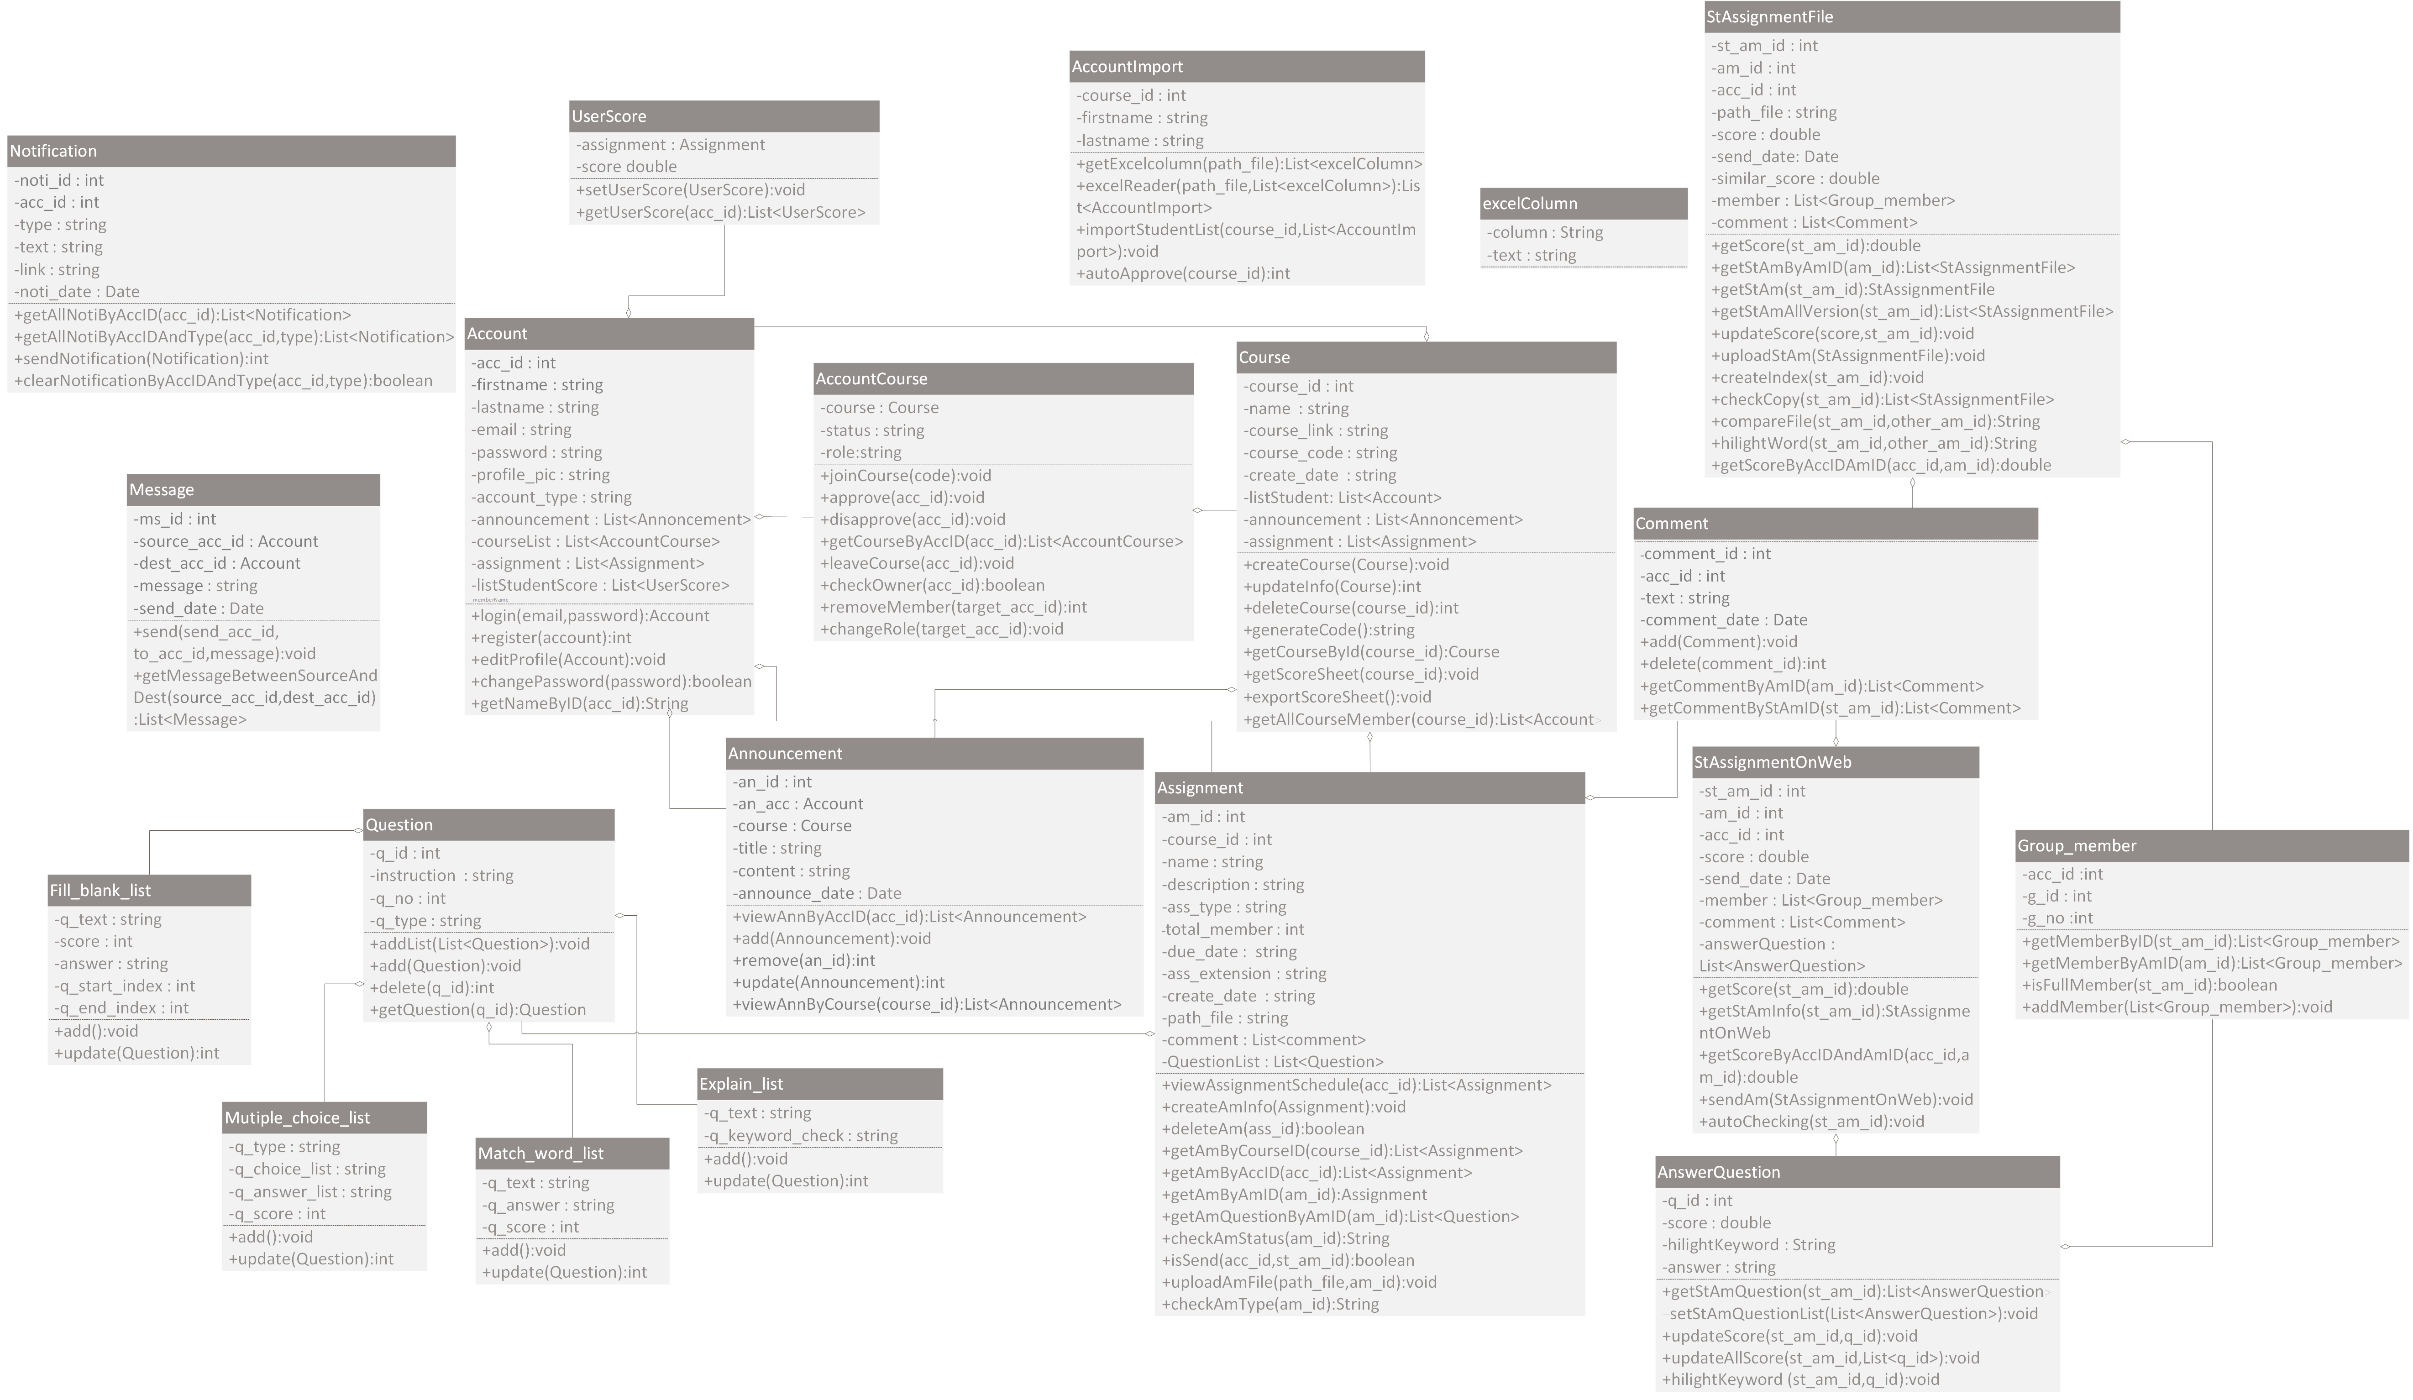 StAssignmentFile
-st_am_id : int
-am_id : int
-acc_id : int
-path_file : string
-score : double
-send_date: Date
-similar_score : double
-member : List<Group_member>
-comment : List<Comment>
+getScore(st_am_id):double
+getStAmByAmID(am_id):List<StAssignmentFile>
+getStAm(st_am_id):StAssignmentFile
+getStAmAllVersion(st_am_id):List<StAssignmentFile>
+updateScore(score,st_am_id):void
+uploadStAm(StAssignmentFile):void
+createIndex(st_am_id):void
+checkCopy(st_am_id):List<StAssignmentFile>
+compareFile(st_am_id,other_am_id):String
+hilightWord(st_am_id,other_am_id):String
+getScoreByAccIDAmID(acc_id,am_id):double
AccountImport
-course_id : int
-firstname : string
-lastname : string
+getExcelcolumn(path_file):List<excelColumn>
+excelReader(path_file,List<excelColumn>):Lis
t<AccountImport>
+importStudentList(course_id,List<AccountIm
port>):void
+autoApprove(course_id):int
UserScore
-assignment : Assignment
-score double
+setUserScore(UserScore):void
+getUserScore(acc_id):List<UserScore>
Notification
-noti_id : int
-acc_id : int
-type : string
-text : string
-link : string
-noti_date : Date
+getAllNotiByAccID(acc_id):List<Notification>
+getAllNotiByAccIDAndType(acc_id,type):List<Notification>
+sendNotification(Notification):int
+clearNotificationByAccIDAndType(acc_id,type):boolean
excelColumn
-column : String
-text : string
Account
-acc_id : int
-firstname : string
-lastname : string
-email : string
-password : string
-profile_pic : string
-account_type : string
-announcement : List<Annoncement>
-courseList : List<AccountCourse>
-assignment : List<Assignment>
-listStudentScore : List<UserScore>
memberName
+login(email,password):Account
+register(account):int
+editProfile(Account):void
+changePassword(password):boolean
+getNameByID(acc_id):String
AccountCourse
-course : Course
-status : string
-role:string
+joinCourse(code):void
+approve(acc_id):void
+disapprove(acc_id):void
+getCourseByAccID(acc_id):List<AccountCourse>
+leaveCourse(acc_id):void
+checkOwner(acc_id):boolean
+removeMember(target_acc_id):int
+changeRole(target_acc_id):void
Course
-course_id : int
-name : string
-course_link : string
-course_code : string
-create_date : string
-listStudent: List<Account>
-announcement : List<Annoncement>
-assignment : List<Assignment>
+createCourse(Course):void
+updateInfo(Course):int
+deleteCourse(course_id):int
+generateCode():string
+getCourseById(course_id):Course
+getScoreSheet(course_id):void
+exportScoreSheet():void
+getAllCourseMember(course_id):List<Account>
Message
-ms_id : int
-source_acc_id : Account
-dest_acc_id : Account
-message : string
-send_date : Date
+send(send_acc_id,
to_acc_id,message):void
+getMessageBetweenSourceAnd
Dest(source_acc_id,dest_acc_id)
:List<Message>
Comment
-comment_id : int
-acc_id : int
-text : string
-comment_date : Date
+add(Comment):void
+delete(comment_id):int
+getCommentByAmID(am_id):List<Comment>
+getCommentByStAmID(st_am_id):List<Comment>
Announcement
-an_id : int
-an_acc : Account
-course : Course
-title : string
-content : string
-announce_date : Date
+viewAnnByAccID(acc_id):List<Announcement>
+add(Announcement):void
+remove(an_id):int
+update(Announcement):int
+viewAnnByCourse(course_id):List<Announcement>
Assignment
-am_id : int
-course_id : int
-name : string
-description : string
-ass_type : string
-total_member : int
-due_date : string
-ass_extension : string
-create_date : string
-path_file : string
-comment : List<comment>
-QuestionList : List<Question>
+viewAssignmentSchedule(acc_id):List<Assignment>
+createAmInfo(Assignment):void
+deleteAm(ass_id):boolean
+getAmByCourseID(course_id):List<Assignment>
+getAmByAccID(acc_id):List<Assignment>
+getAmByAmID(am_id):Assignment
+getAmQuestionByAmID(am_id):List<Question>
+checkAmStatus(am_id):String
+isSend(acc_id,st_am_id):boolean
+uploadAmFile(path_file,am_id):void
+checkAmType(am_id):String
StAssignmentOnWeb
-st_am_id : int
-am_id : int
-acc_id : int
-score : double
-send_date : Date
-member : List<Group_member>
-comment : List<Comment>
-answerQuestion :
List<AnswerQuestion>
+getScore(st_am_id):double
+getStAmInfo(st_am_id):StAssignme
ntOnWeb
+getScoreByAccIDAndAmID(acc_id,a
m_id):double
+sendAm(StAssignmentOnWeb):void
+autoChecking(st_am_id):void
Group_member
-acc_id :int
-g_id : int
-g_no :int
+getMemberByID(st_am_id):List<Group_member>
+getMemberByAmID(am_id):List<Group_member>
+isFullMember(st_am_id):boolean
+addMember(List<Group_member>):void
Question
-q_id : int
-instruction : string
-q_no : int
-q_type : string
+addList(List<Question>):void
+add(Question):void
+delete(q_id):int
+getQuestion(q_id):Question
Fill_blank_list
-q_text : string
-score : int
-answer : string
-q_start_index : int
-q_end_index : int
+add():void
+update(Question):int
Mutiple_choice_list
-q_type : string
-q_choice_list : string
-q_answer_list : string
-q_score : int
+add():void
+update(Question):int
Match_word_list
-q_text : string
-q_answer : string
-q_score : int
+add():void
+update(Question):int
Explain_list
-q_text : string
-q_keyword_check : string
+add():void
+update(Question):int
AnswerQuestion
-q_id : int
-score : double
-hilightKeyword : String
-answer : string
+getStAmQuestion(st_am_id):List<AnswerQuestion>
-setStAmQuestionList(List<AnswerQuestion>):void
+updateScore(st_am_id,q_id):void
+updateAllScore(st_am_id,List<q_id>):void
+hilightKeyword (st_am_id,q_id):void